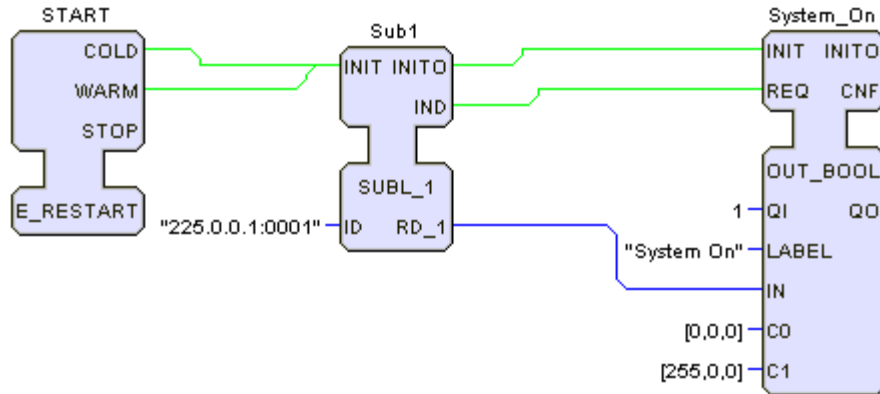 START
COLD
WARM
STOP
E_RESTART
Sub1
INIT INITO
IND
SUBL_1
"225.0.0.1:0001" ID RD_1
System_On
INIT INITO
REQ CNF
OUT_BOOL
1 QI QO
"System On" LABEL
IN
[0,0,0] C0
[255,0,0] C1